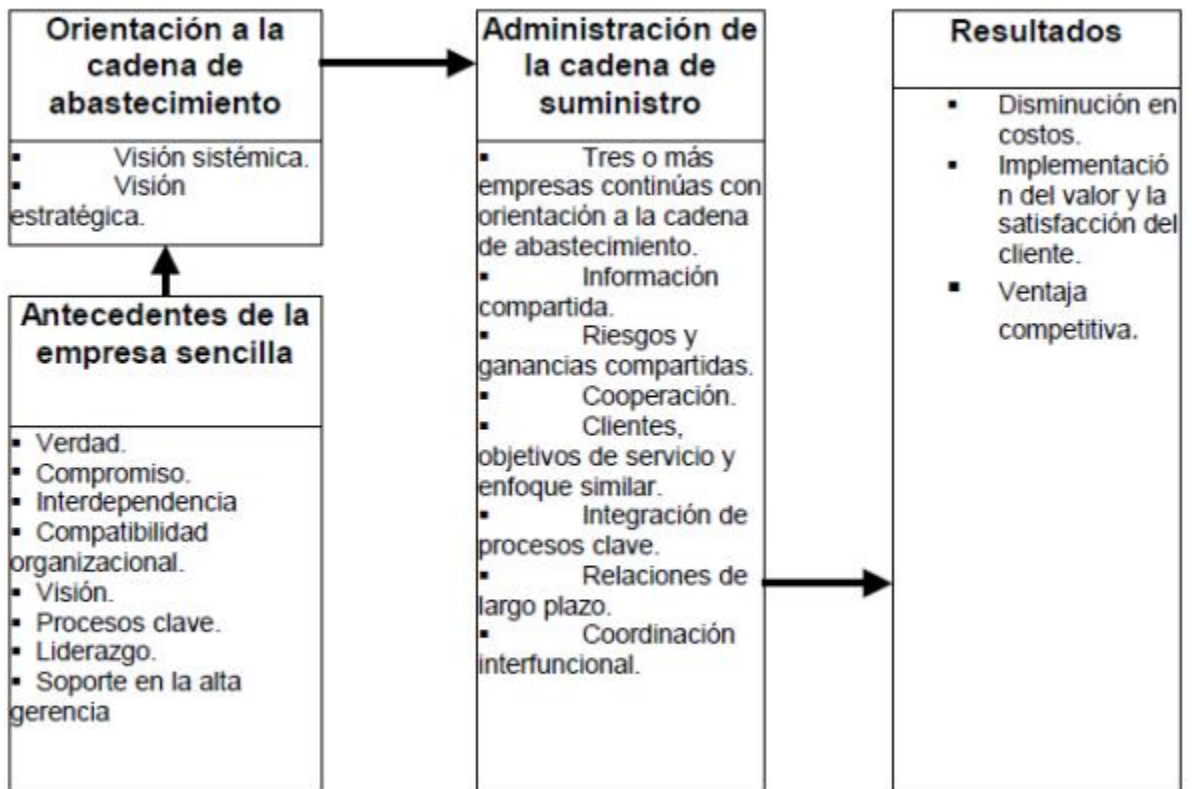 Orientación a la
cadena de
abastecimiento
▪ Visión sistémica.
▪ Visión
estratégica.
Antecedentes de la
empresa sencilla
▪ Verdad.
▪ Compromiso.
▪ Interdependencia
▪ Compatibilidad
organizacional.
▪ Visión.
▪ Procesos clave.
▪ Liderazgo.
▪ Soporte en la alta
gerencia
Administración de
la cadena de
suministro
▪ Tres o más
empresas continúas con
orientación a la cadena
de abastecimiento.
▪ Información
compartida.
▪ Riesgos y
ganancias compartidas.
▪ Cooperación.
▪ Clientes,
objetivos de servicio y
enfoque similar.
▪ Integración de
procesos clave.
▪ Relaciones de
largo plazo.
▪ Coordinación
interfuncional.
Resultados
▪ Disminución en
costos.
▪ Implementació
n del valor y la
satisfacción del
cliente.
▪ Ventaja
competitiva.